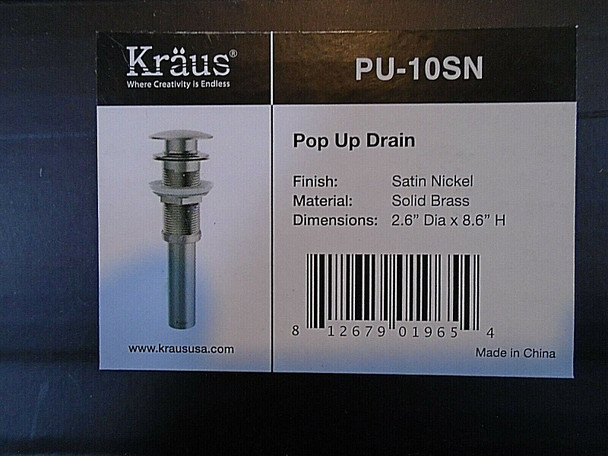 Kräus®
Where Creativity is Endless
PU-10SN
Pop Up Drain
Finish: Satin Nickel
Material: Solid Brass
Dimensions: 2.6” Dia x 8.6” H
8 12679 01965 4
www.kraususa.com
Made in China